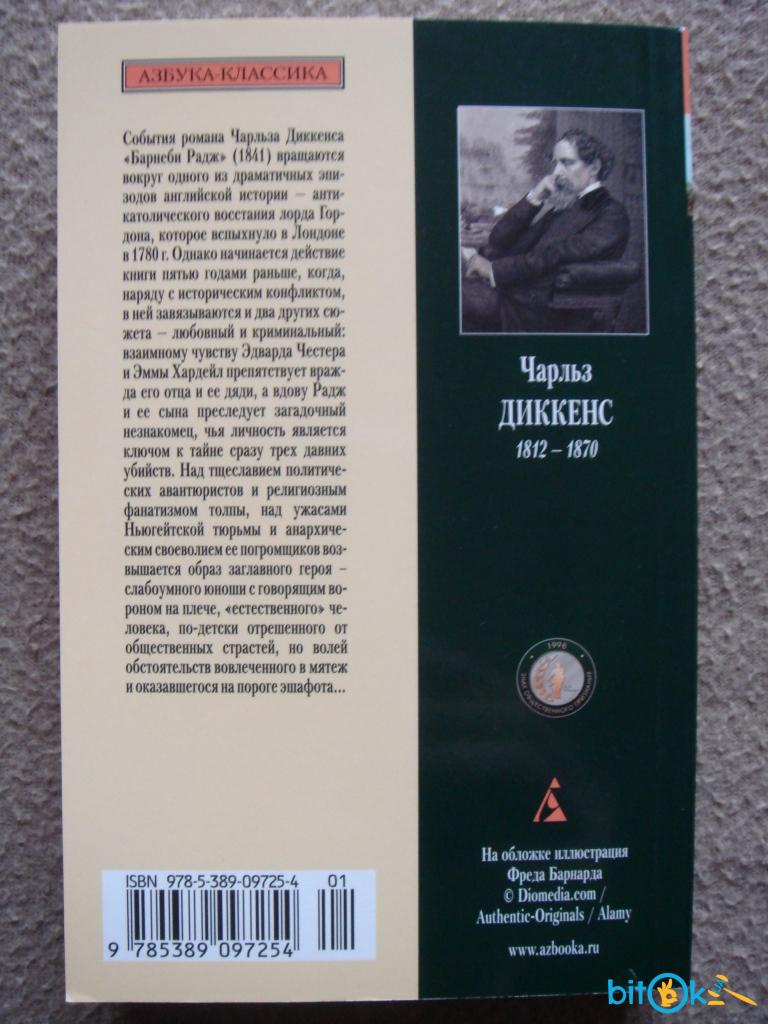 АЗБУКА-КЛАССИКА
События романа Чарльза Диккенса
«Барнеби Радж» (1841) вращаются
вокруг одного из драматичных эпи-
зодов английской истории – анти-
католического восстания лорда Гор-
дона, которое вспыхнуло в Лондоне
в 1780 г. Однако начинается действие
книги пятью годами раньше, когда,
наряду с историческим конфликтом,
в ней завязываются и два других сю-
жета – любовный и криминальный:
взаимному чувству Эдварда Честера
и Эммы Хардейл препятствует враж-
да его отца и ее дяди, а вдову Радж
и ее сына преследует загадочный
незнакомец, чья личность является
ключом к тайне сразу трех давних
убийств. Над тщеславием политиче-
ских авантюристов и религиозным
фанатизмом толпы, над ужасами
Ньюгейтской тюрьмы и анархиче-
ским своеволием ее погромщиков воз-
вышается образ заглавного героя –
слабоумного юноши с говорящим во-
роном на плече, «естественного» че-
ловека, по-детски отрешенного от
общественных страстей, но волей
обстоятельств вовлеченного в мятеж
и оказавшегося на пороге эшафота...
ISBN 978-5-389-09725-4 01
9 785389 097254
Чарльз
ДИККЕНС
1812 – 1870
1996
ЗНАК ОБЩЕСТВЕННОГО ПРИЗНАНИЯ
На обложке иллюстрация
Фреда Барнарда
© Diomedia.com /
Authentic-Originals / Alamy
www.azbooka.ru
bitok